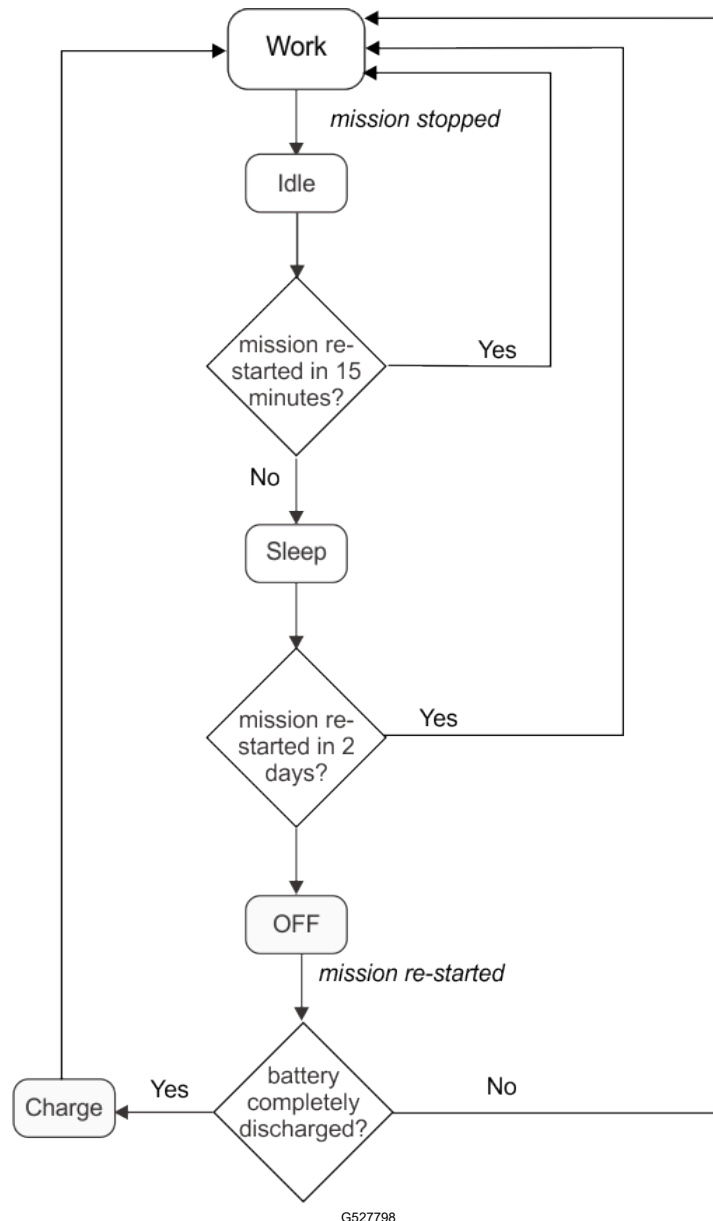 Work
mission stopped
Idle
mission re-
started in 15
minutes?
Yes
No
Sleep
mission re-
started in 2
days?
Yes
OFF
mission re-started
battery
completely
discharged?
Yes
No
Charge
G527798